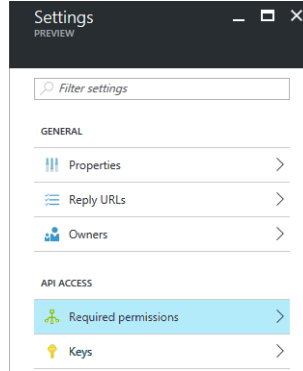 Settings
PREVIEW
Filter settings
GENERAL
Properties
Reply URLs
Owners
API ACCESS
Required permissions
Keys